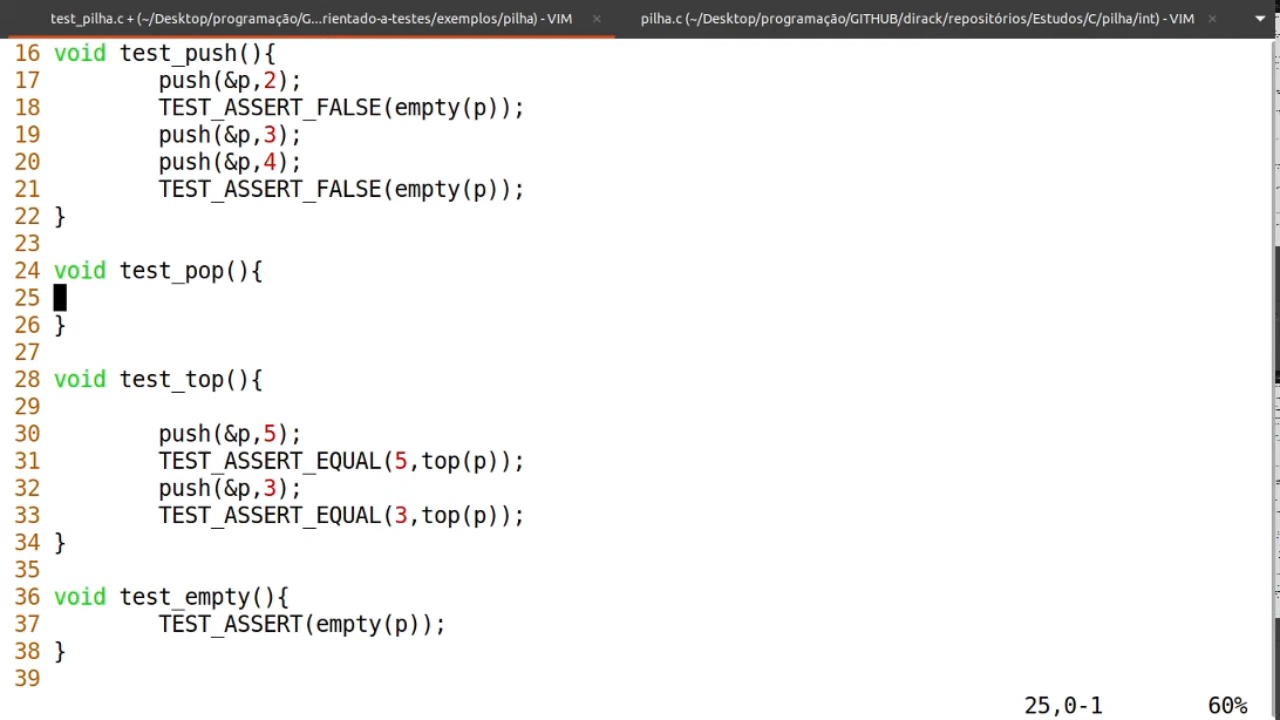 test_pilha.c + (~/Desktop/programação/G...rientado-a-testes/exemplos/pilha) - VIM × pilha.c (~/Desktop/programação/GITHUB/dirack/repositórios/Estudos/C/pilha/int) - VIM ×
16 void test_push(){
17         push(&p,2);
18         TEST_ASSERT_FALSE(empty(p));
19         push(&p,3);
20         push(&p,4);
21         TEST_ASSERT_FALSE(empty(p));
22 }
23
24 void test_pop(){
25
26 }
27
28 void test_top(){
29
30         push(&p,5);
31         TEST_ASSERT_EQUAL(5,top(p));
32         push(&p,3);
33         TEST_ASSERT_EQUAL(3,top(p));
34 }
35
36 void test_empty(){
37         TEST_ASSERT(empty(p));
38 }
39
25,0-1 60%